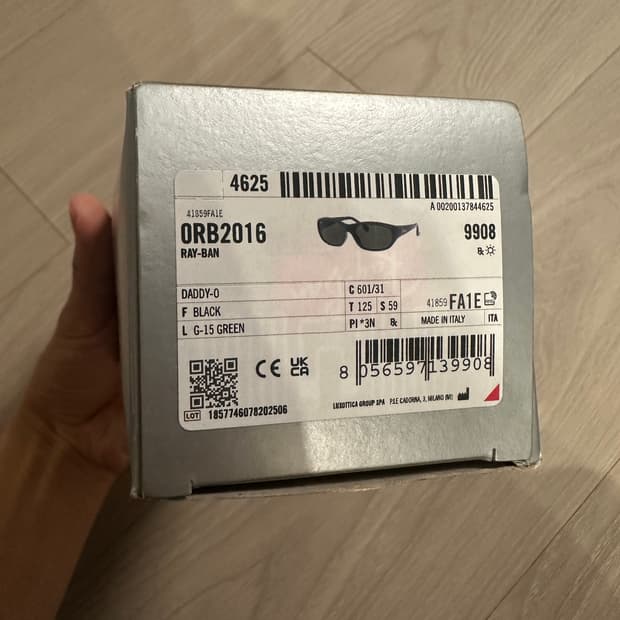 4625
A 00200137844625
41859FA1E
0RB2016
RAY-BAN
9908
DADDY-O
C 601/31
F BLACK
T 125 S 59
41859 FA1E
L G-15 GREEN
PI *3N
MADE IN ITALY
ITA
CE UK CA
8 056597 139908
LOT 1857746078202506
LUXOTTICA GROUP SPA P.LE CADORNA, 3, MILANO (MI)